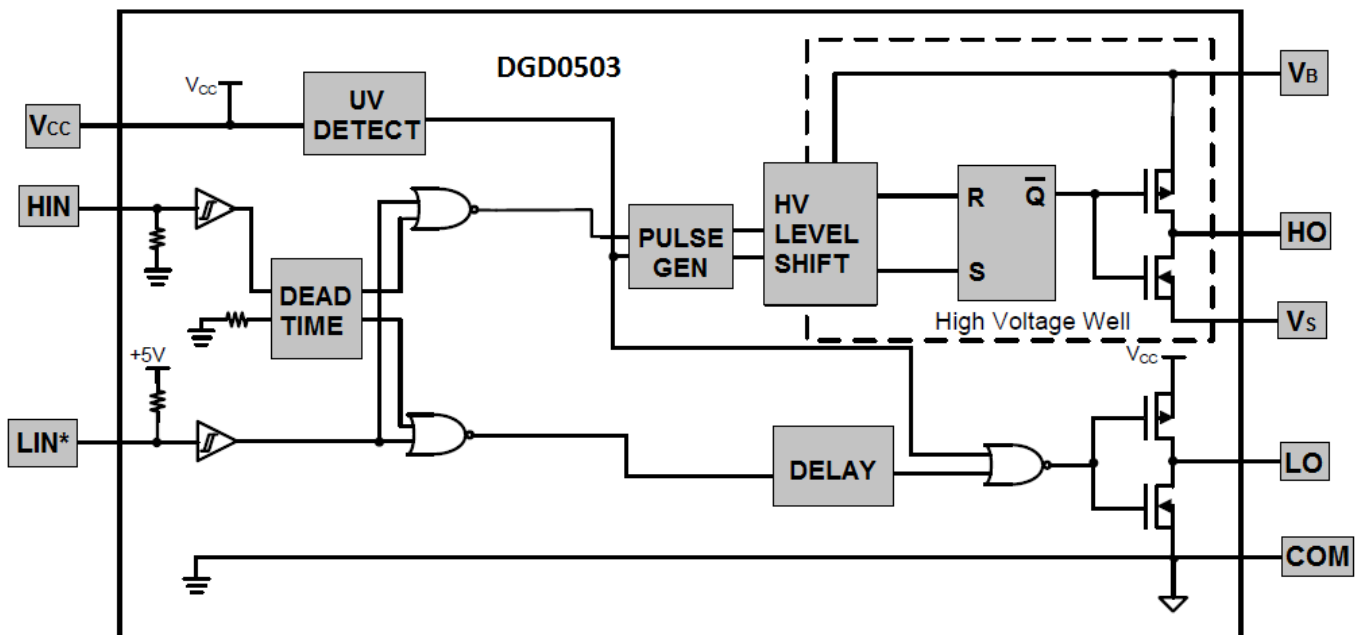 DGD0503
VCC
VCC
UV
DETECT
VB
HIN
DEAD
TIME
PULSE
GEN
HV
LEVEL
SHIFT
R
Q̅
S
HO
High Voltage Well
VS
+5V
LIN*
DELAY
VCC
LO
COM